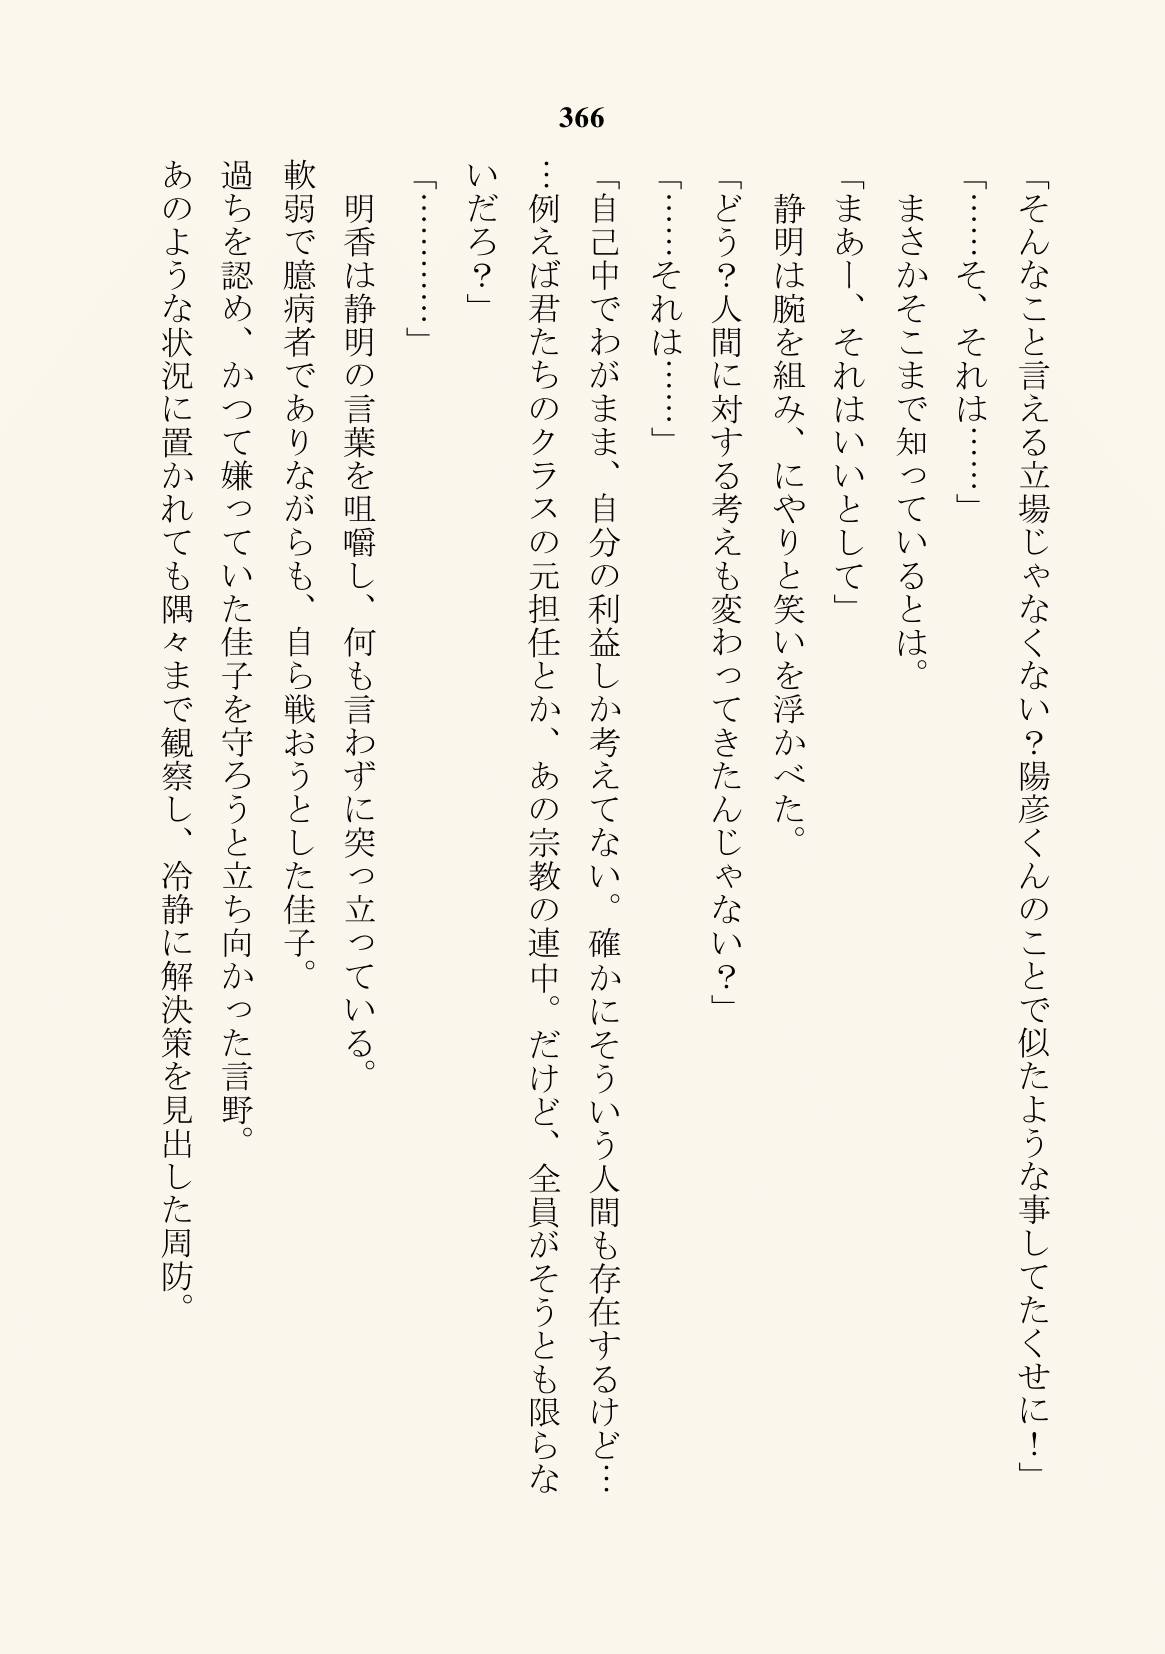 366
「そんなこと言える立場じゃなくない？陽彦くんのことで似たような事してたくせに！」
「……そ、それは……」
　まさかそこまで知っているとは。
「まあー、それはいいとして」
　静明は腕を組み、にやりと笑いを浮かべた。
「どう？人間に対する考えも変わってきたんじゃない？」
「……それは……」
「自己中でわがまま、自分の利益しか考えてない。確かにそういう人間も存在するけど…
…例えば君たちのクラスの元担任とか、あの宗教の連中。だけど、全員がそうとも限らな
いだろ？」
「…………」
　明香は静明の言葉を咀嚼し、何も言わずに突っ立っている。
軟弱で臆病者でありながらも、自ら戦おうとした佳子。
過ちを認め、かつて嫌っていた佳子を守ろうと立ち向かった言野。
あのような状況に置かれても隅々まで観察し、冷静に解決策を見出した周防。